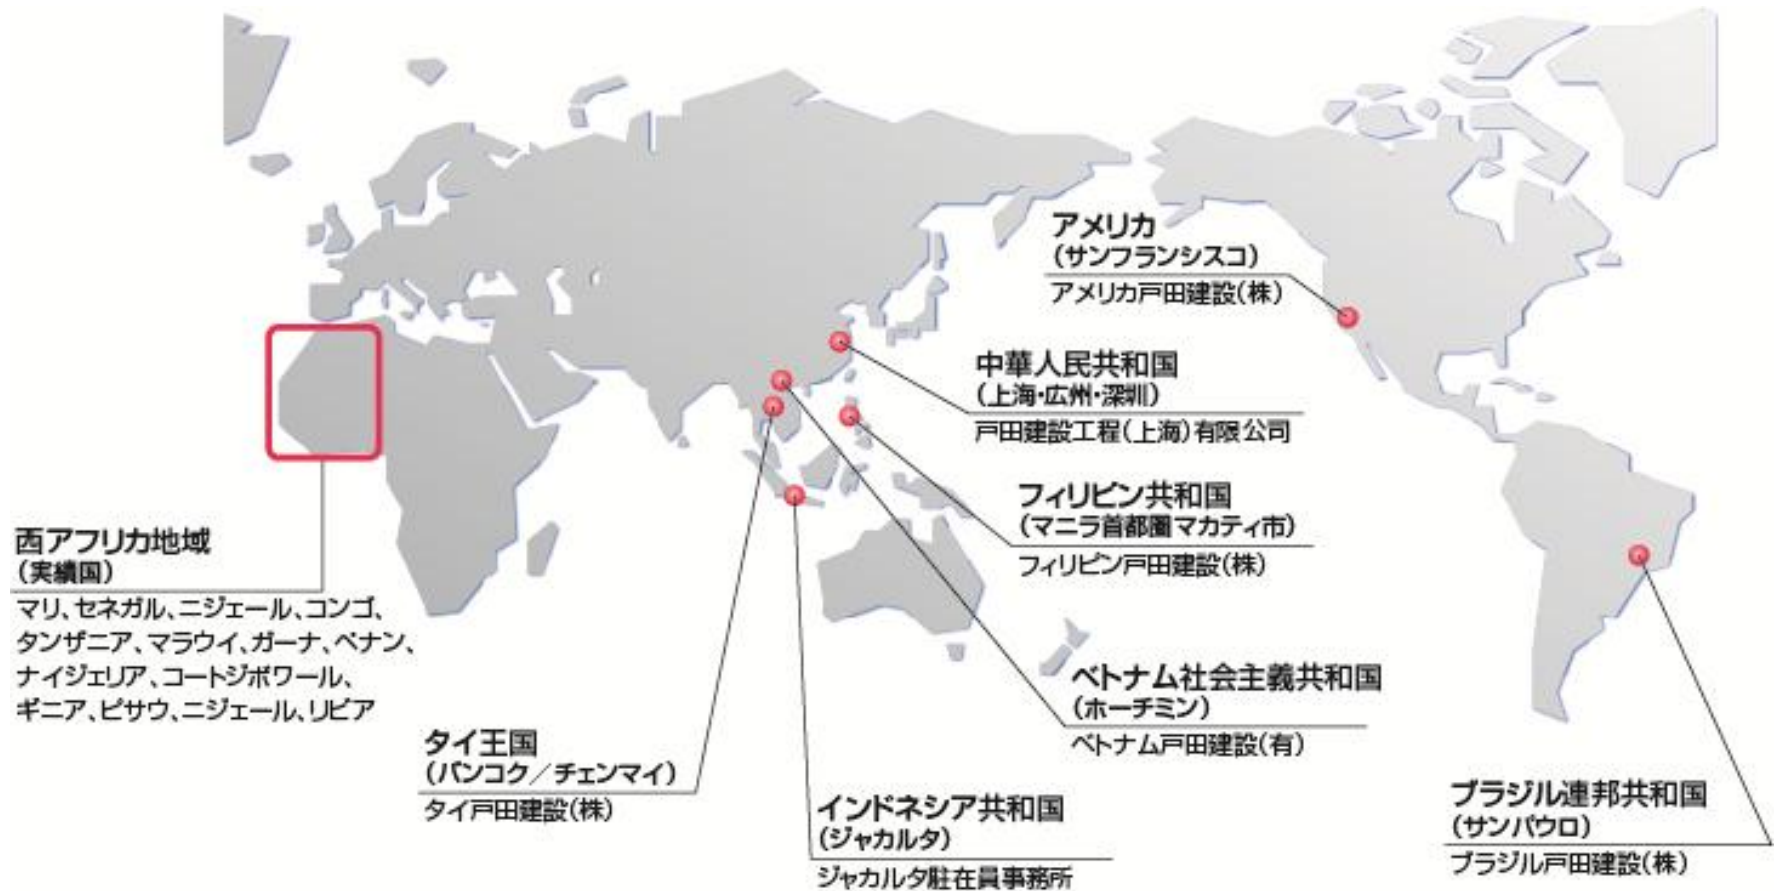 アメリカ
（サンフランシスコ）
アメリカ戸田建設(株)
中華人民共和国
（上海・広州・深圳）
戸田建設工程(上海)有限公司
フィリピン共和国
（マニラ首都圏マカティ市）
フィリピン戸田建設(株)
西アフリカ地域
（実績国）
マリ、セネガル、ニジェール、コンゴ、
タンザニア、マラウイ、ガーナ、ベナン、
ナイジェリア、コートジボワール、
ギニア、ビサウ、ニジェール、リビア
ベトナム社会主義共和国
（ホーチミン）
ベトナム戸田建設(有)
タイ王国
（バンコク／チェンマイ）
タイ戸田建設(株)
インドネシア共和国
（ジャカルタ）
ジャカルタ駐在員事務所
ブラジル連邦共和国
（サンパウロ）
ブラジル戸田建設(株)